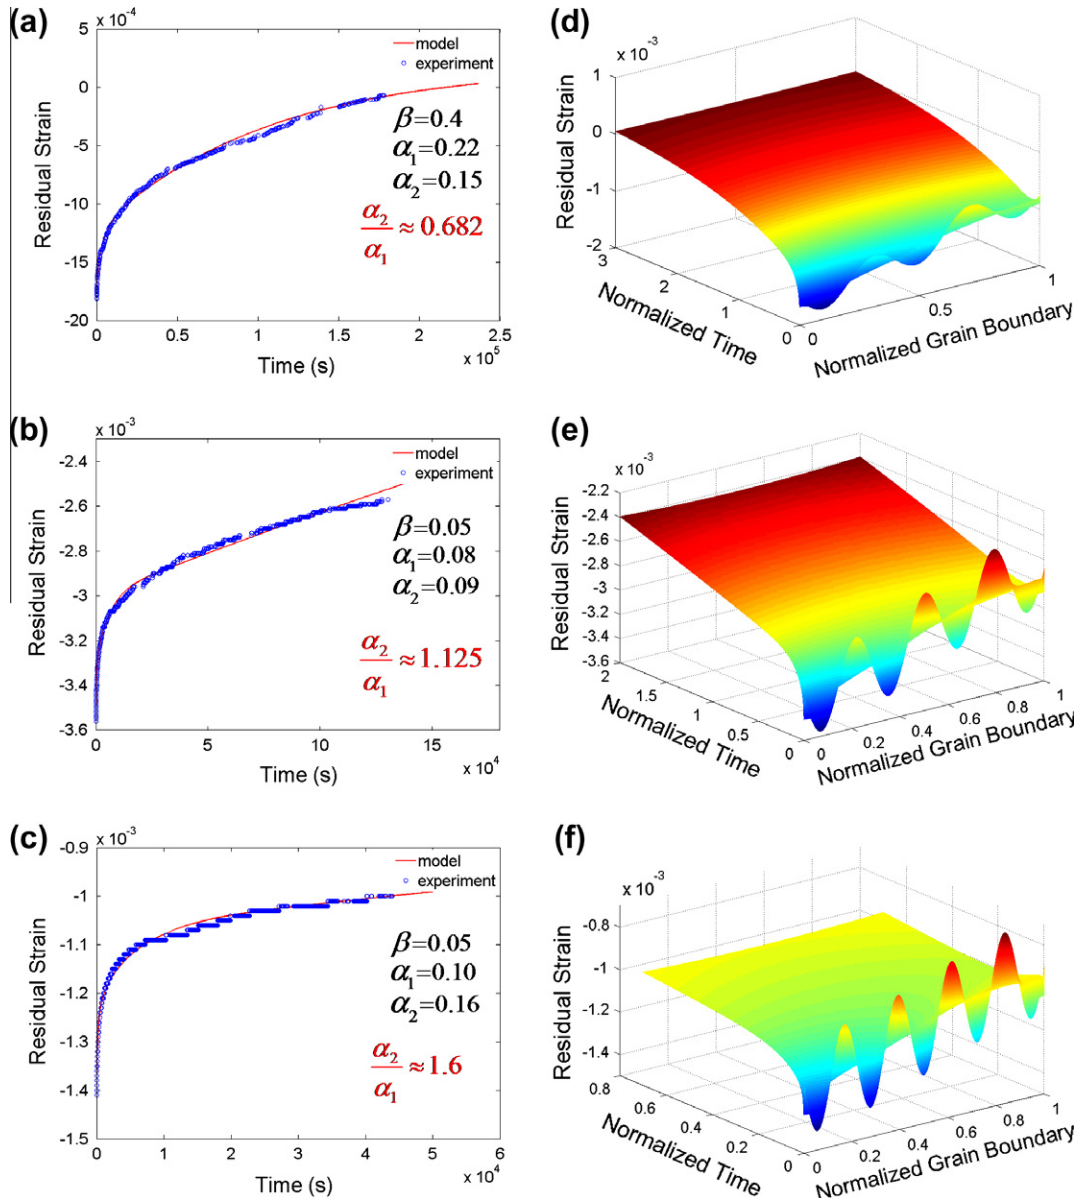 (a)
x 10⁻⁴
5
0
-5
-10
-15
-20
Residual Strain
model
experiment
β=0.4
α₁=0.22
α₂=0.15
α₂/α₁ ≈ 0.682
0 0.5 1 1.5 2 2.5
x 10⁵
Time (s)
(d)
x 10⁻³
1
0
-1
-2
Residual Strain
3
2
1
0
Normalized Time
0 0.5 1
Normalized Grain Boundary
(b)
x 10⁻³
-2.4
-2.6
-2.8
-3
-3.2
-3.4
-3.6
Residual Strain
model
experiment
β=0.05
α₁=0.08
α₂=0.09
α₂/α₁ ≈ 1.125
0 5 10 15
x 10⁴
Time (s)
(e)
x 10⁻³
-2.2
-2.4
-2.6
-2.8
-3
-3.2
-3.4
-3.6
Residual Strain
2
1.5
1
0.5
0
Normalized Time
0 0.2 0.4 0.6 0.8 1
Normalized Grain Boundary
(c)
x 10⁻³
-0.9
-1
-1.1
-1.2
-1.3
-1.4
-1.5
Residual Strain
model
experiment
β=0.05
α₁=0.10
α₂=0.16
α₂/α₁ ≈ 1.6
0 1 2 3 4 5 6
x 10⁴
Time (s)
(f)
x 10⁻³
-0.8
-1
-1.2
-1.4
Residual Strain
0.8
0.6
0.4
0.2
0
Normalized Time
0 0.2 0.4 0.6 0.8 1
Normalized Grain Boundary